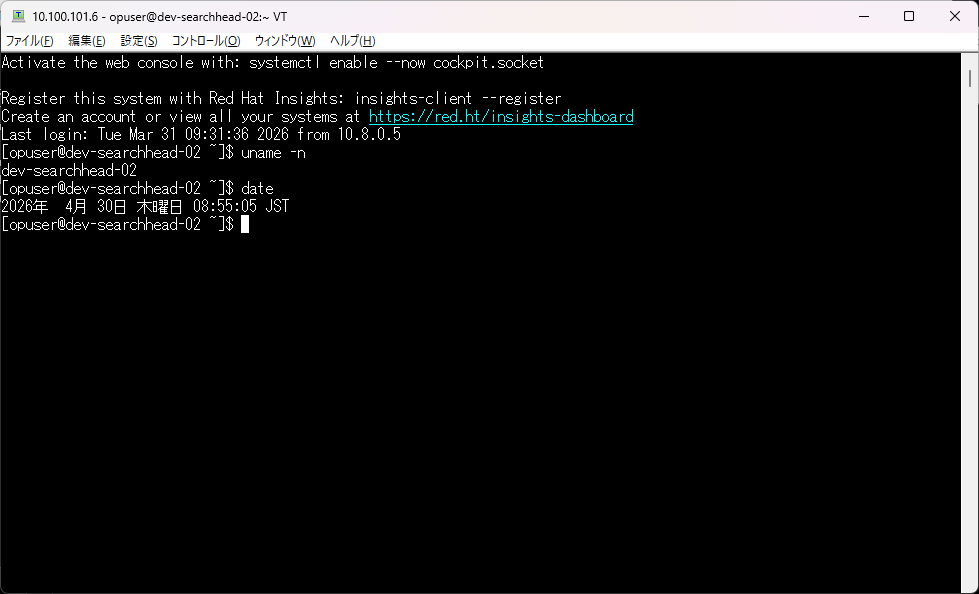 10.100.101.6 - opuser@dev-searchhead-02:~ VT
ファイル(F) 編集(E) 設定(S) コントロール(O) ウィンドウ(W) ヘルプ(H)
Activate the web console with: systemctl enable --now cockpit.socket
Register this system with Red Hat Insights: insights-client --register
Create an account or view all your systems at https://red.ht/insights-dashboard
Last login: Tue Mar 31 09:31:36 2026 from 10.8.0.5
[opuser@dev-searchhead-02 ~]$ uname -n
dev-searchhead-02
[opuser@dev-searchhead-02 ~]$ date
2026年  4月 30日 木曜日 08:55:05 JST
[opuser@dev-searchhead-02 ~]$